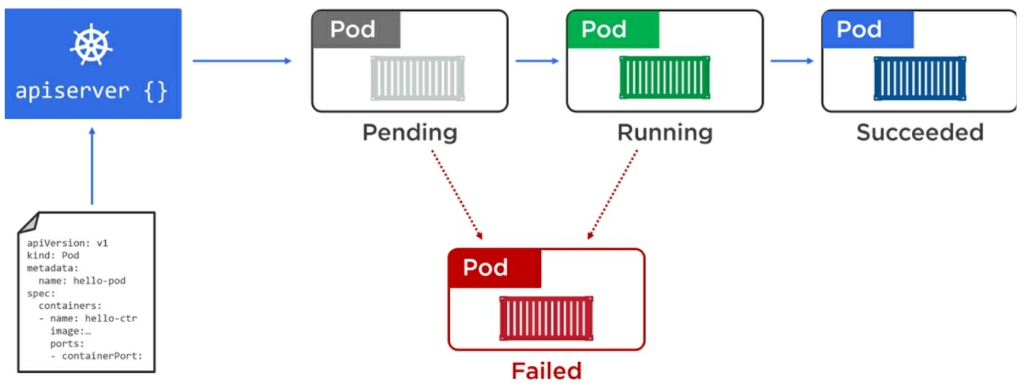 apiserver {}
Pod
Pod
Pod
Pending
Running
Succeeded
apiVersion: v1
kind: Pod
metadata:
  name: hello-pod
spec:
  containers:
  - name: hello-ctr
    image:…
    ports:
    - containerPort:
Pod
Failed